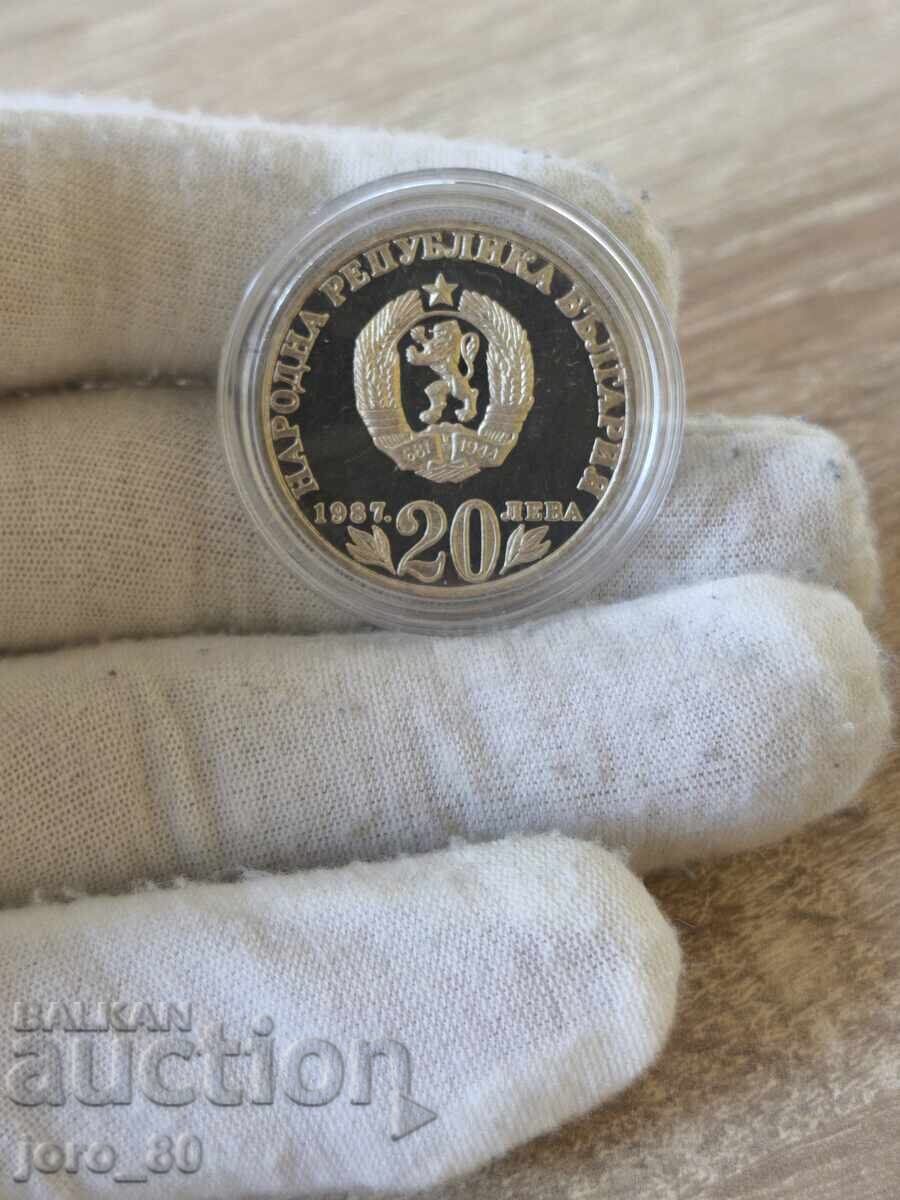 НАРОДНА РЕПУБЛИКА БЪЛГАРИЯ
681 1944
1987. 20 ЛЕВА
BALKAN
auction
joro_80